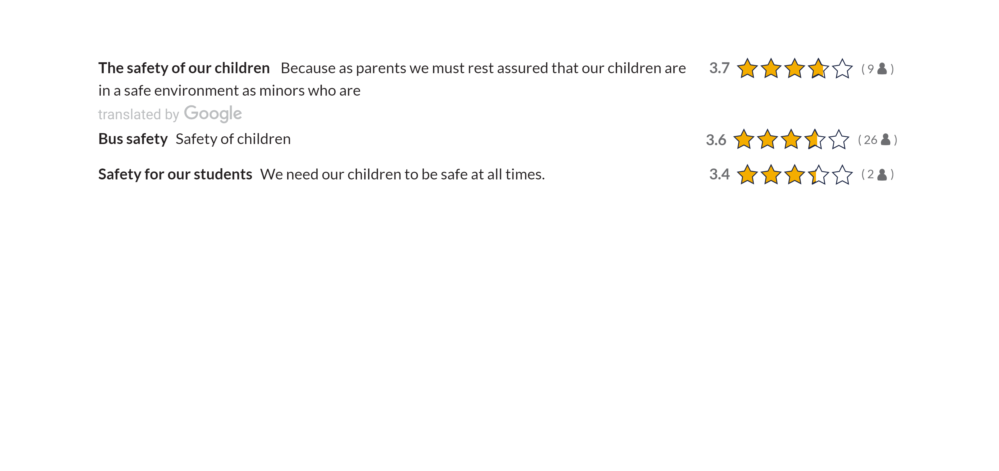 The safety of our children Because as parents we must rest assured that our children are 3.7 (9)
in a safe environment as minors who are
translated by Google
Bus safety Safety of children 3.6 (26)
Safety for our students We need our children to be safe at all times. 3.4 (2)